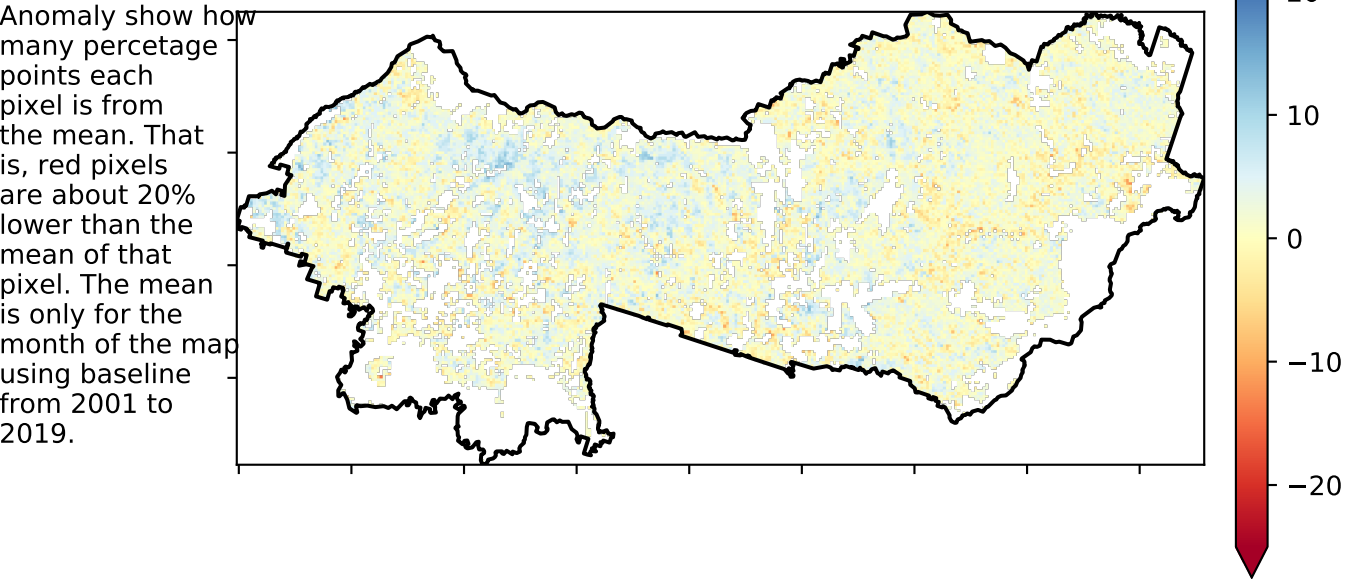 Anomaly show how
many percetage
points each
pixel is from
the mean. That
is, red pixels
are about 20%
lower than the
mean of that
pixel. The mean
is only for the
month of the map
using baseline
from 2001 to
2019.
10
0
−10
−20